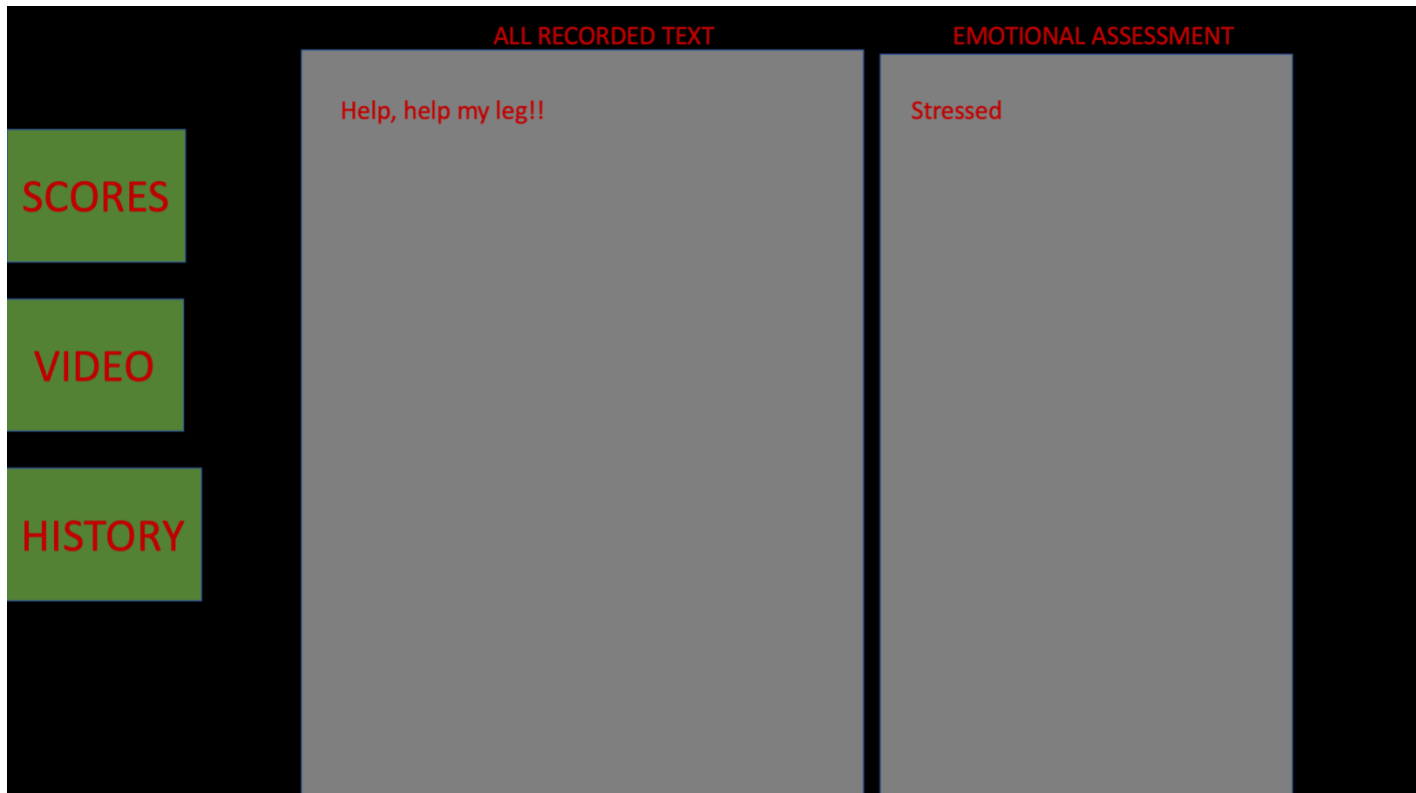 ALL RECORDED TEXT
EMOTIONAL ASSESSMENT
Help, help my leg!!
Stressed
SCORES
VIDEO
HISTORY